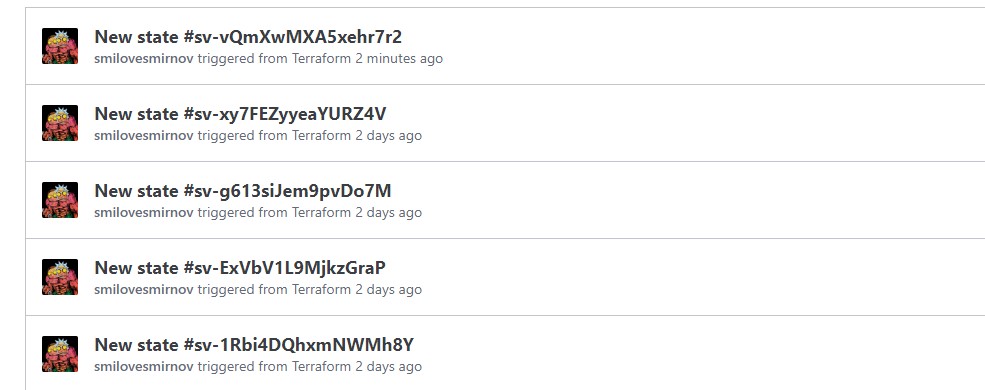 New state #sv-vQmXwMXA5xehr7r2
smilovesmirnov triggered from Terraform 2 minutes ago
New state #sv-xy7FEZyyeaYURZ4V
smilovesmirnov triggered from Terraform 2 days ago
New state #sv-g613siJem9pvDo7M
smilovesmirnov triggered from Terraform 2 days ago
New state #sv-ExVbV1L9MjkzGraP
smilovesmirnov triggered from Terraform 2 days ago
New state #sv-1Rbi4DQhxmNWMh8Y
smilovesmirnov triggered from Terraform 2 days ago